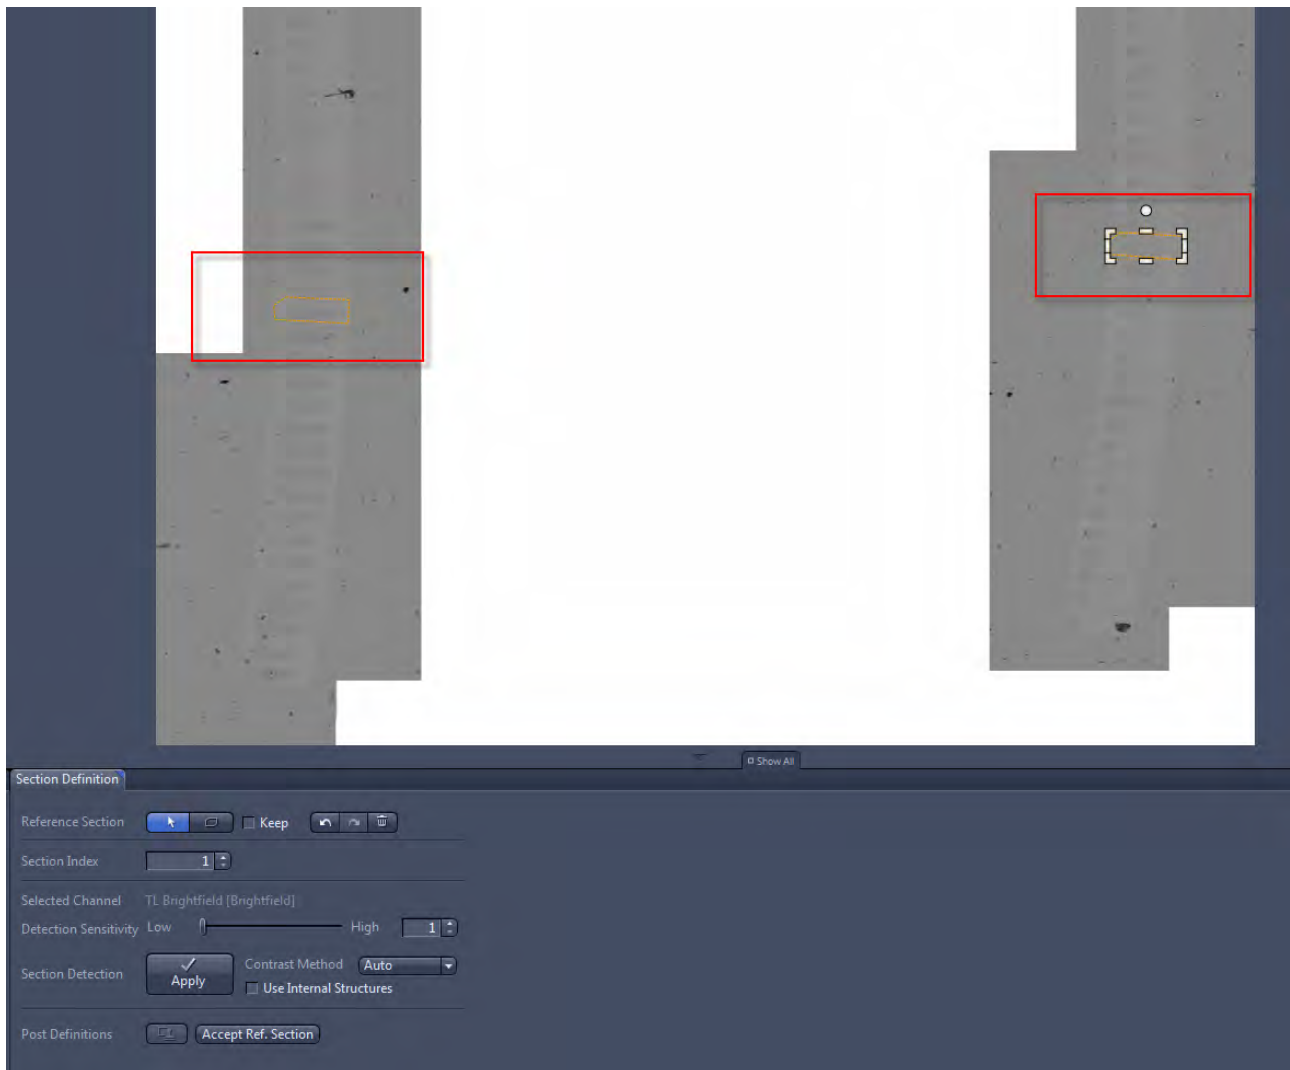 Show All
Section Definition
Reference Section
Keep
Section Index
1
Selected Channel TL Brightfield [Brightfield]
Detection Sensitivity Low High 1
Section Detection
Apply
Contrast Method Auto
Use Internal Structures
Post Definitions
Accept Ref. Section